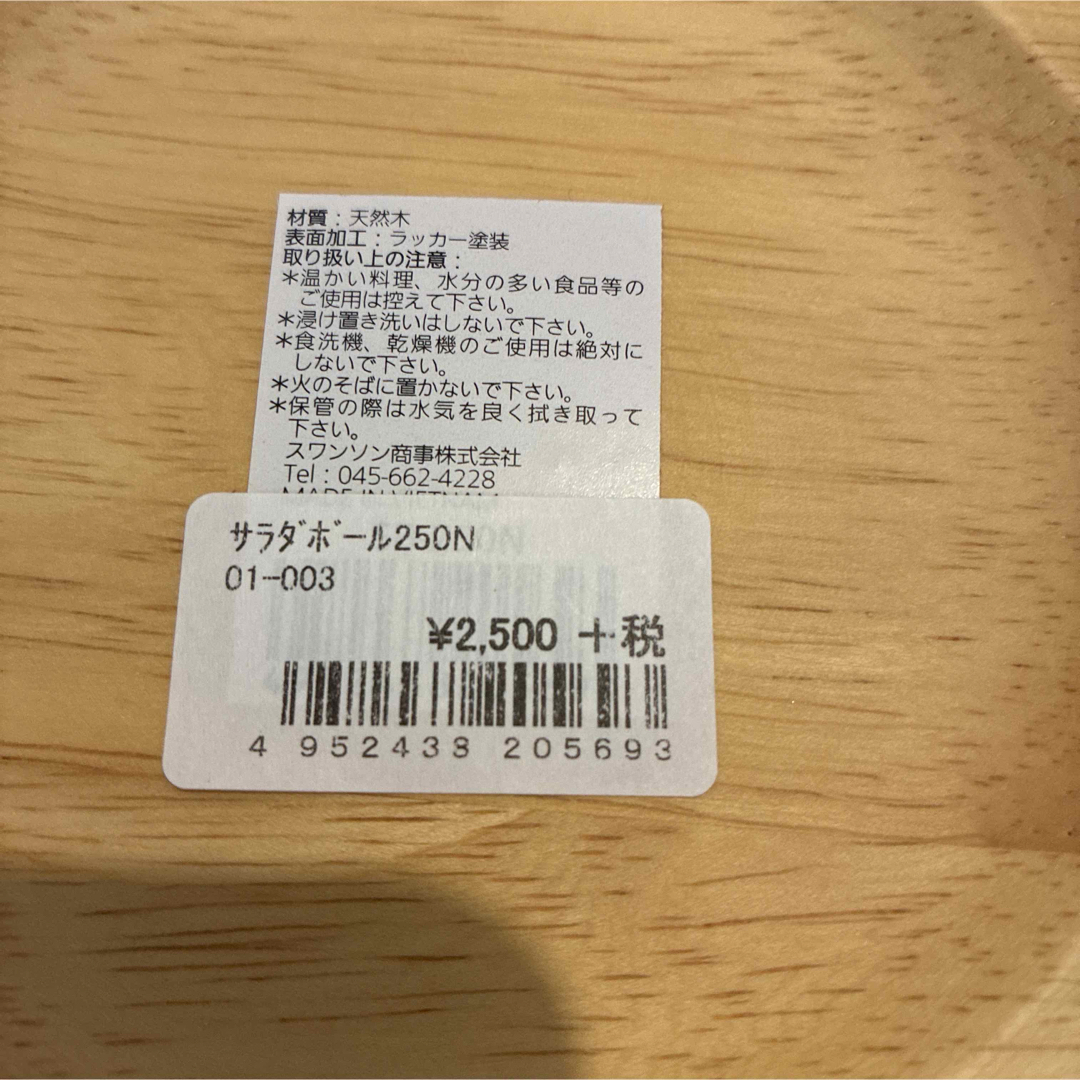 材質：天然木
表面加工：ラッカー塗装
取り扱い上の注意：
＊温かい料理、水分の多い食品等の
ご使用は控えて下さい。
＊浸け置き洗いはしないで下さい。
＊食洗機、乾燥機のご使用は絶対に
しないで下さい。
＊火のそばに置かないで下さい。
＊保管の際は水気を良く拭き取って
下さい。
スワンソン商事株式会社
Tel：045-662-4228
MADE IN VIETNAM
ｻﾗﾀﾞﾎﾞｰﾙ250N
01-003
¥2,500 +税
4 952438 205693